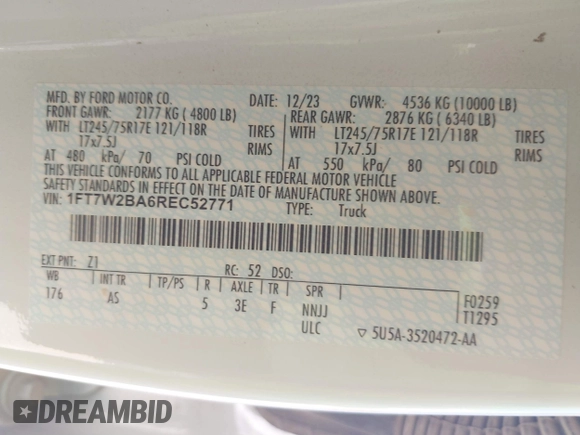 MFD. BY FORD MOTOR CO. DATE: 12/23 GVWR: 4536 KG (10000 LB)
FRONT GAWR: 2177 KG ( 4800 LB) REAR GAWR: 2876 KG ( 6340 LB)
WITH LT245/75R17E 121/118R TIRES WITH LT245/75R17E 121/118R TIRES
17x7.5J RIMS 17x7.5J RIMS
AT 480 kPa/ 70 PSI COLD AT 550 kPa/ 80 PSI COLD
THIS VEHICLE CONFORMS TO ALL APPLICABLE FEDERAL MOTOR VEHICLE
SAFETY STANDARDS IN EFFECT ON THE DATE OF MANUFACTURE SHOWN ABOVE.
VIN: 1FT7W2BA6REC52771 TYPE: Truck
EXT PNT: Z1 RC: 52 DSO:
WB INT TR TP/PS R AXLE TR SPR F0259
176 AS 5 3E F NNJJ T1295
ULC ▽ 5U5A-3520472-AA
DREAMBID